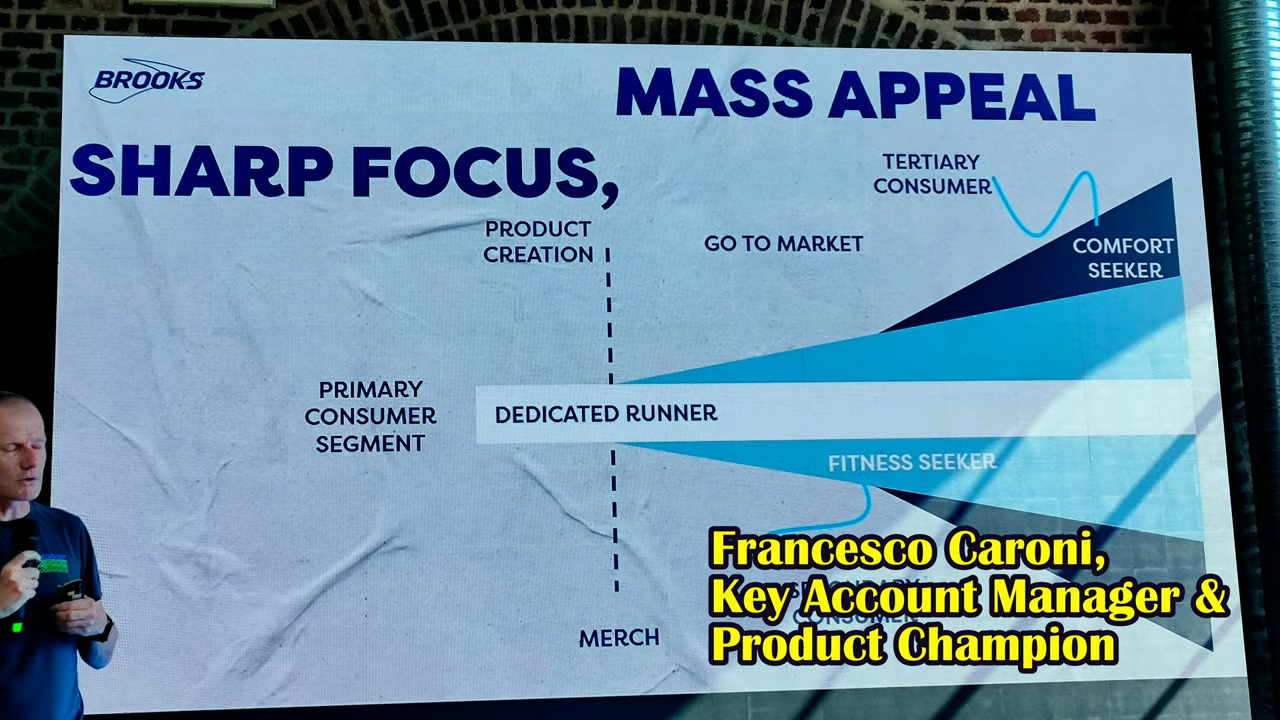 BROOKS
MASS APPEAL
SHARP FOCUS,
TERTIARY
CONSUMER
PRODUCT
CREATION
GO TO MARKET
COMFORT
SEEKER
PRIMARY
CONSUMER
SEGMENT
DEDICATED RUNNER
FITNESS SEEKER
CONSUMER
MERCH
Francesco Caroni,
Key Account Manager &
Product Champion